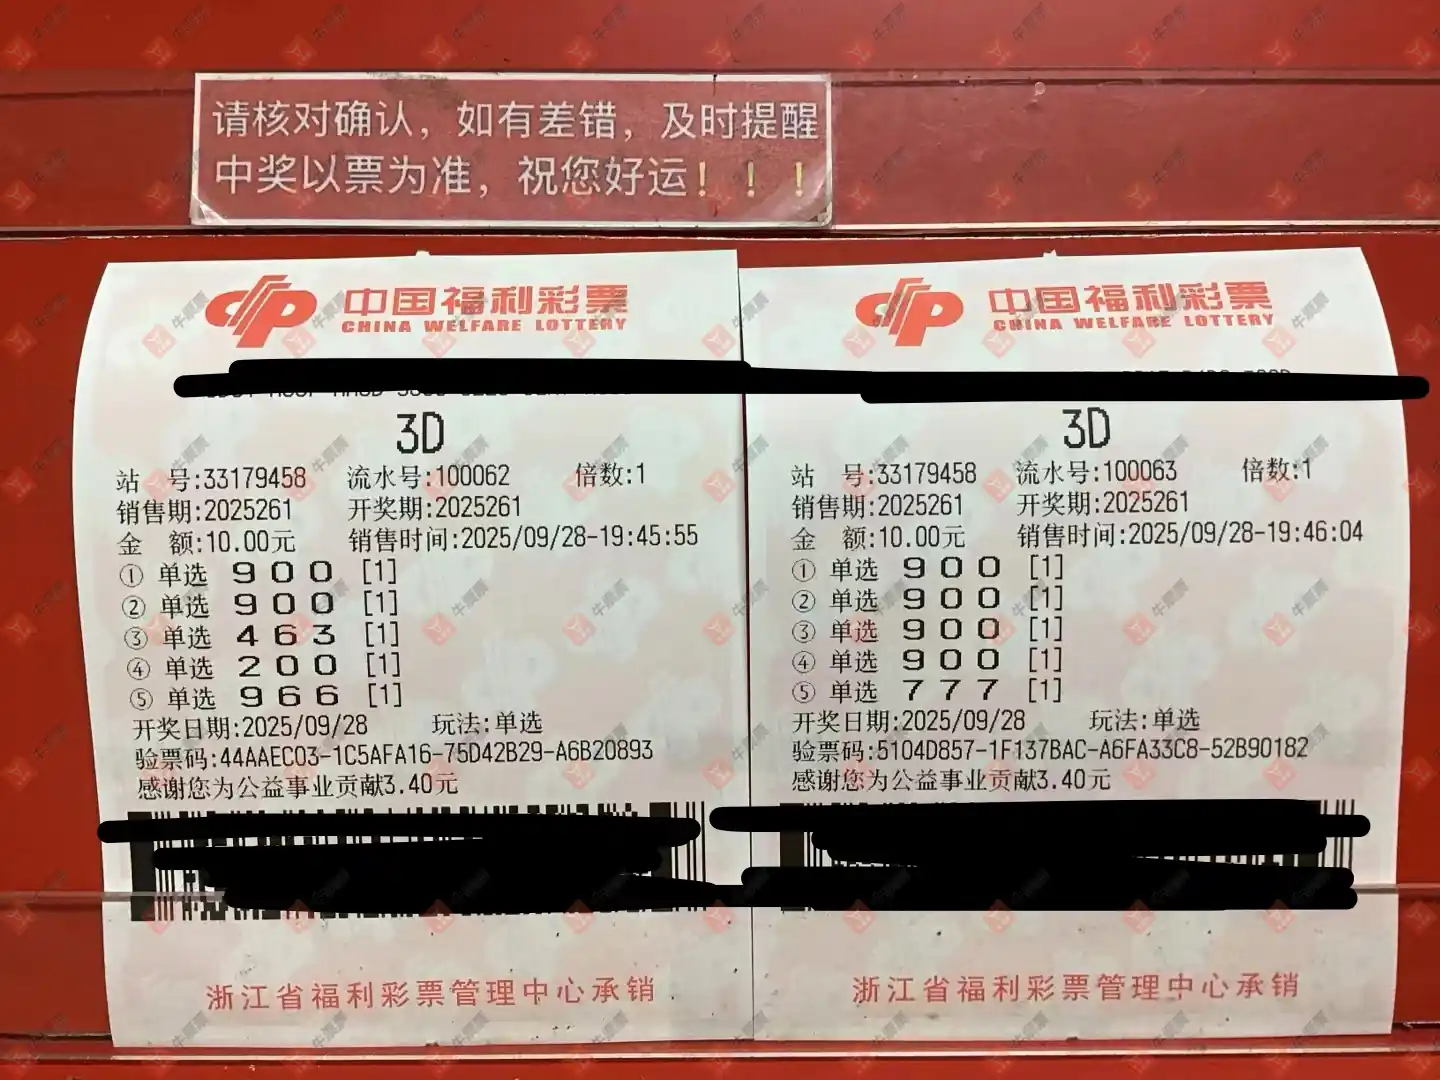 请核对确认，如有差错，及时提醒
中奖以票为准，祝您好运！！！
中国福利彩票
CHINA WELFARE LOTTERY
3D
站 号:33179458 流水号:100062 倍数:1
销售期:2025261 开奖期:2025261
金 额:10.00元 销售时间:2025/09/28-19:45:55
① 单选 9 0 0 [1]
② 单选 9 0 0 [1]
③ 单选 4 6 3 [1]
④ 单选 2 0 0 [1]
⑤ 单选 9 6 6 [1]
开奖日期:2025/09/28 玩法:单选
验票码:44AAEC03-1C5AFA16-75D42B29-A6B20893
感谢您为公益事业贡献3.40元
浙江省福利彩票管理中心承销
中国福利彩票
CHINA WELFARE LOTTERY
3D
站 号:33179458 流水号:100063 倍数:1
销售期:2025261 开奖期:2025261
金 额:10.00元 销售时间:2025/09/28-19:46:04
① 单选 9 0 0 [1]
② 单选 9 0 0 [1]
③ 单选 9 0 0 [1]
④ 单选 9 0 0 [1]
⑤ 单选 7 7 7 [1]
开奖日期:2025/09/28 玩法:单选
验票码:5104D857-1F137BAC-A6FA33C8-52B90182
感谢您为公益事业贡献3.40元
浙江省福利彩票管理中心承销